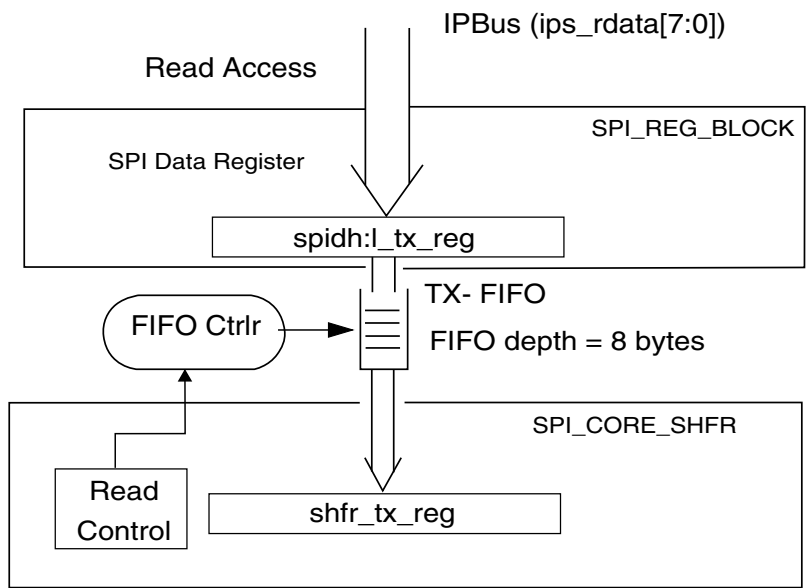 IPBus (ips_rdata[7:0])
Read Access
SPI_REG_BLOCK
SPI Data Register
spidh:l_tx_reg
TX- FIFO
FIFO Ctrlr
FIFO depth = 8 bytes
SPI_CORE_SHFR
Read
Control
shfr_tx_reg